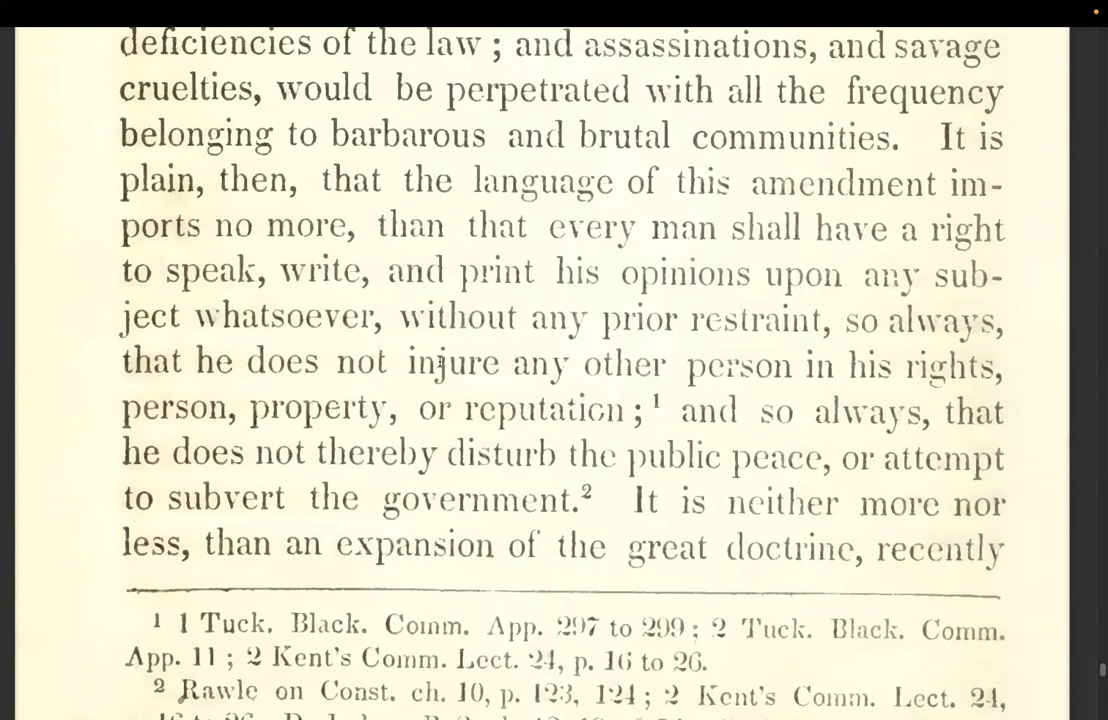 deficiencies of the law ; and assassinations, and savage
cruelties, would be perpetrated with all the frequency
belonging to barbarous and brutal communities. It is
plain, then, that the language of this amendment im-
ports no more, than that every man shall have a right
to speak, write, and print his opinions upon any sub-
ject whatsoever, without any prior restraint, so always,
that he does not injure any other person in his rights,
person, property, or reputation ; ¹ and so always, that
he does not thereby disturb the public peace, or attempt
to subvert the government.² It is neither more nor
less, than an expansion of the great doctrine, recently
¹ 1 Tuck. Black. Comm. App. 297 to 299 ; 2 Tuck. Black. Comm.
App. 11 ; 2 Kent's Comm. Lect. 24, p. 16 to 26.
² Rawle on Const. ch. 10, p. 123, 124 ; 2 Kent's Comm. Lect. 24,